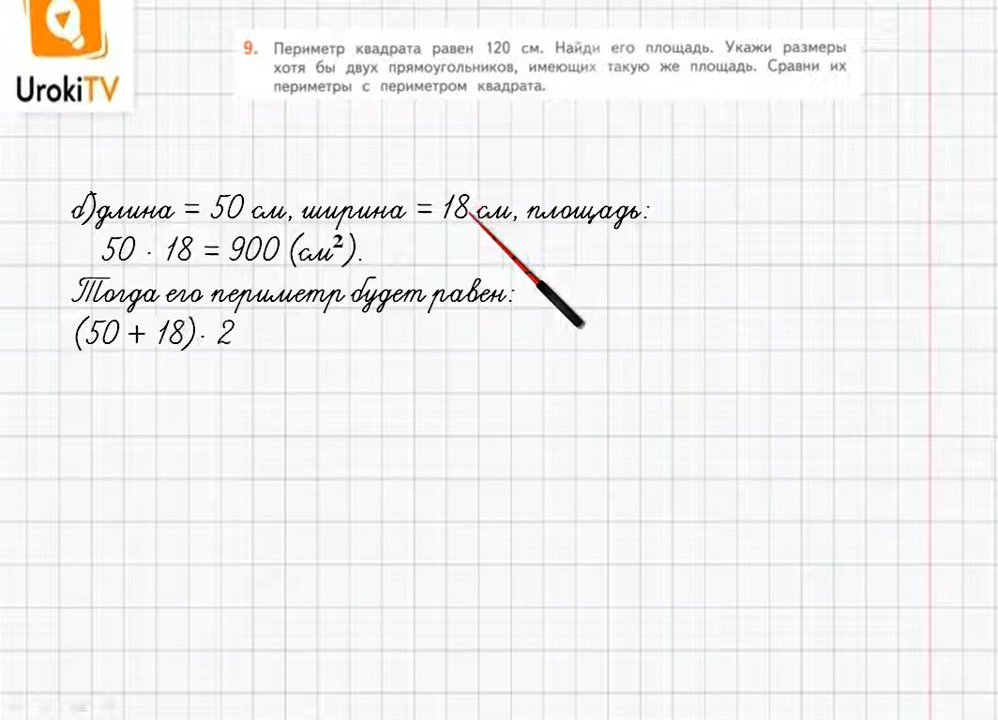 UrokiTV
9. Периметр квадрата равен 120 см. Найди его площадь. Укажи размеры
хотя бы двух прямоугольников, имеющих такую же площадь. Сравни их
периметры с периметром квадрата.
б)длина = 50 см, ширина = 18 см, площадь:
50 · 18 = 900 (см²).
Тогда его периметр будет равен:
(50 + 18) · 2